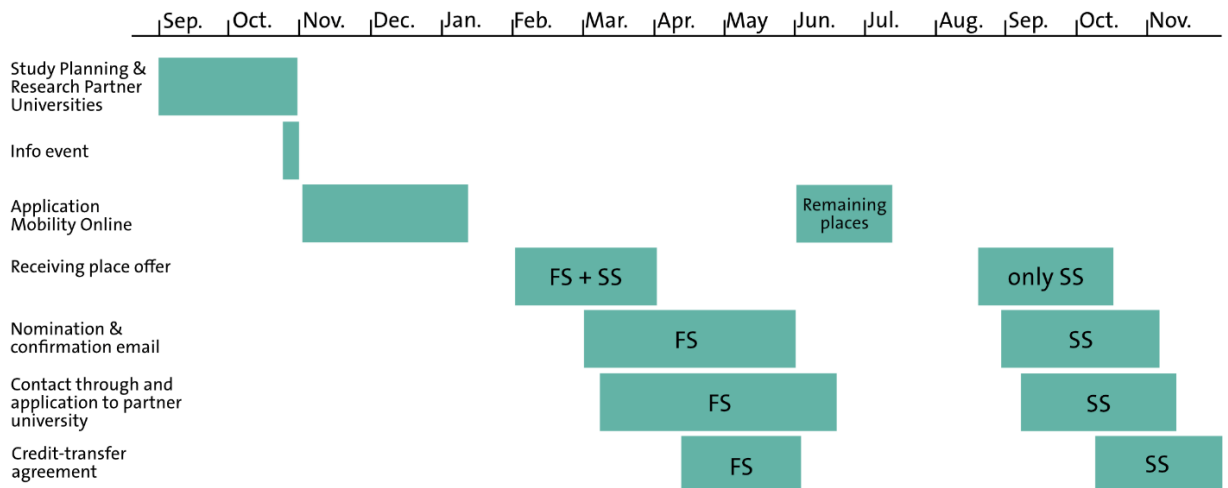 Sep. Oct. Nov. Dec. Jan. Feb. Mar. Apr. May Jun. Jul. Aug. Sep. Oct. Nov.
Study Planning &
Research Partner
Universities
Info event
Application
Mobility Online
Remaining
places
Receiving place offer
FS + SS
only SS
Nomination &
confirmation email
FS
SS
Contact through and
application to partner
university
FS
SS
Credit-transfer
agreement
FS
SS